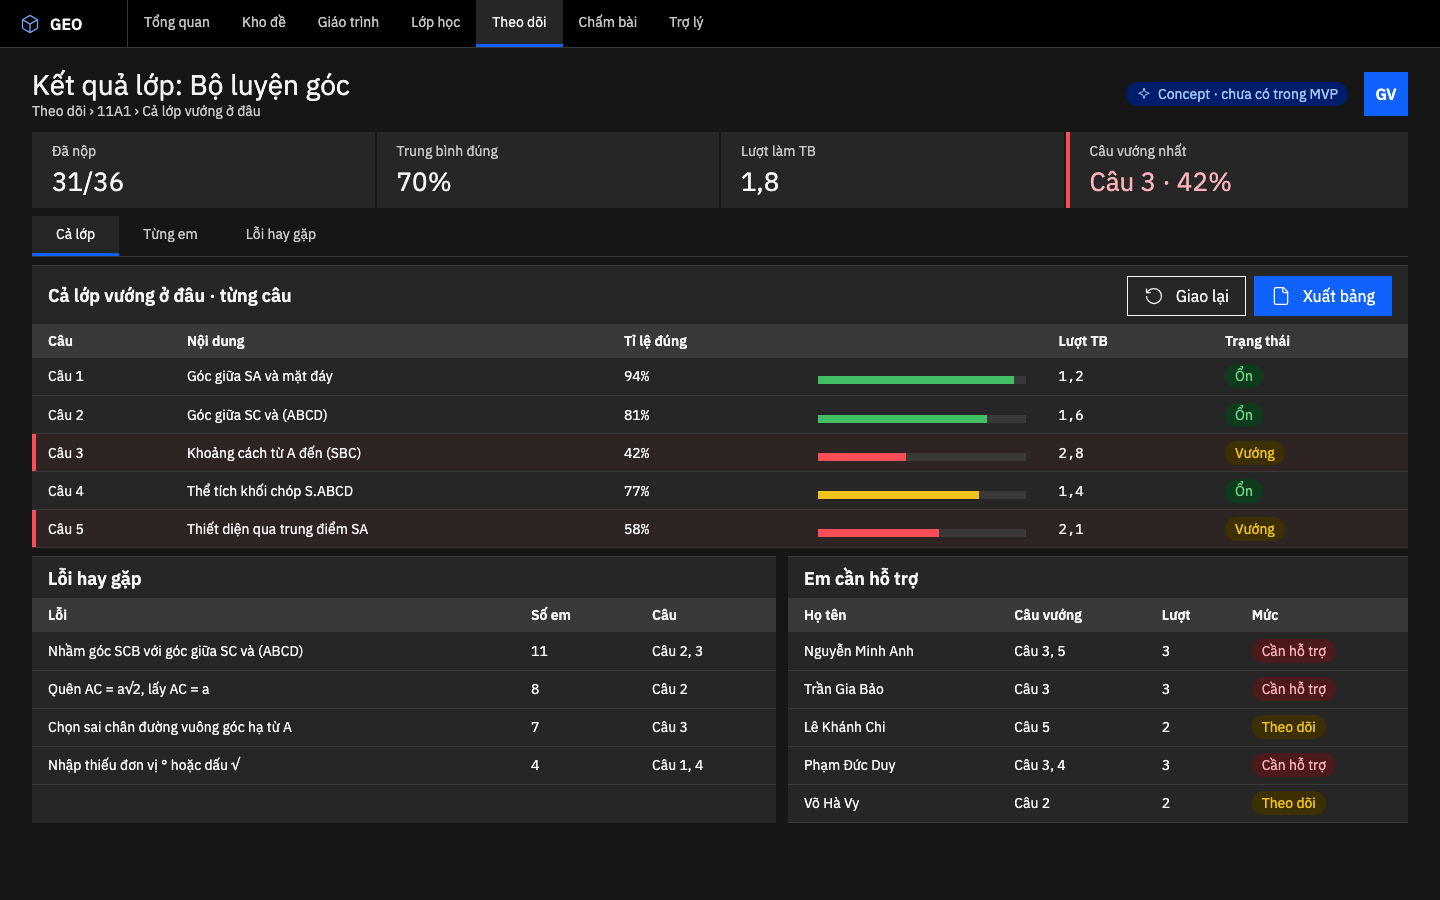 GEO Tổng quan Kho đề Giáo trình Lớp học Theo dõi Chấm bài Trợ lý
Kết quả lớp: Bộ luyện góc
Theo dõi › 11A1 › Cả lớp vướng ở đâu
Concept · chưa có trong MVP
GV
Đã nộp
31/36
Trung bình đúng
70%
Lượt làm TB
1,8
Câu vướng nhất
Câu 3 · 42%
Cả lớp Từng em Lỗi hay gặp
Cả lớp vướng ở đâu · từng câu
Giao lại
Xuất bảng
Câu Nội dung Tỉ lệ đúng Lượt TB Trạng thái
Câu 1 Góc giữa SA và mặt đáy 94% 1,2 Ổn
Câu 2 Góc giữa SC và (ABCD) 81% 1,6 Ổn
Câu 3 Khoảng cách từ A đến (SBC) 42% 2,8 Vướng
Câu 4 Thể tích khối chóp S.ABCD 77% 1,4 Ổn
Câu 5 Thiết diện qua trung điểm SA 58% 2,1 Vướng
Lỗi hay gặp
Lỗi Số em Câu
Nhầm góc SCB với góc giữa SC và (ABCD) 11 Câu 2, 3
Quên AC = a√2, lấy AC = a 8 Câu 2
Chọn sai chân đường vuông góc hạ từ A 7 Câu 3
Nhập thiếu đơn vị ° hoặc dấu √ 4 Câu 1, 4
Em cần hỗ trợ
Họ tên Câu vướng Lượt Mức
Nguyễn Minh Anh Câu 3, 5 3 Cần hỗ trợ
Trần Gia Bảo Câu 3 3 Cần hỗ trợ
Lê Khánh Chi Câu 5 2 Theo dõi
Phạm Đức Duy Câu 3, 4 3 Cần hỗ trợ
Võ Hà Vy Câu 2 2 Theo dõi